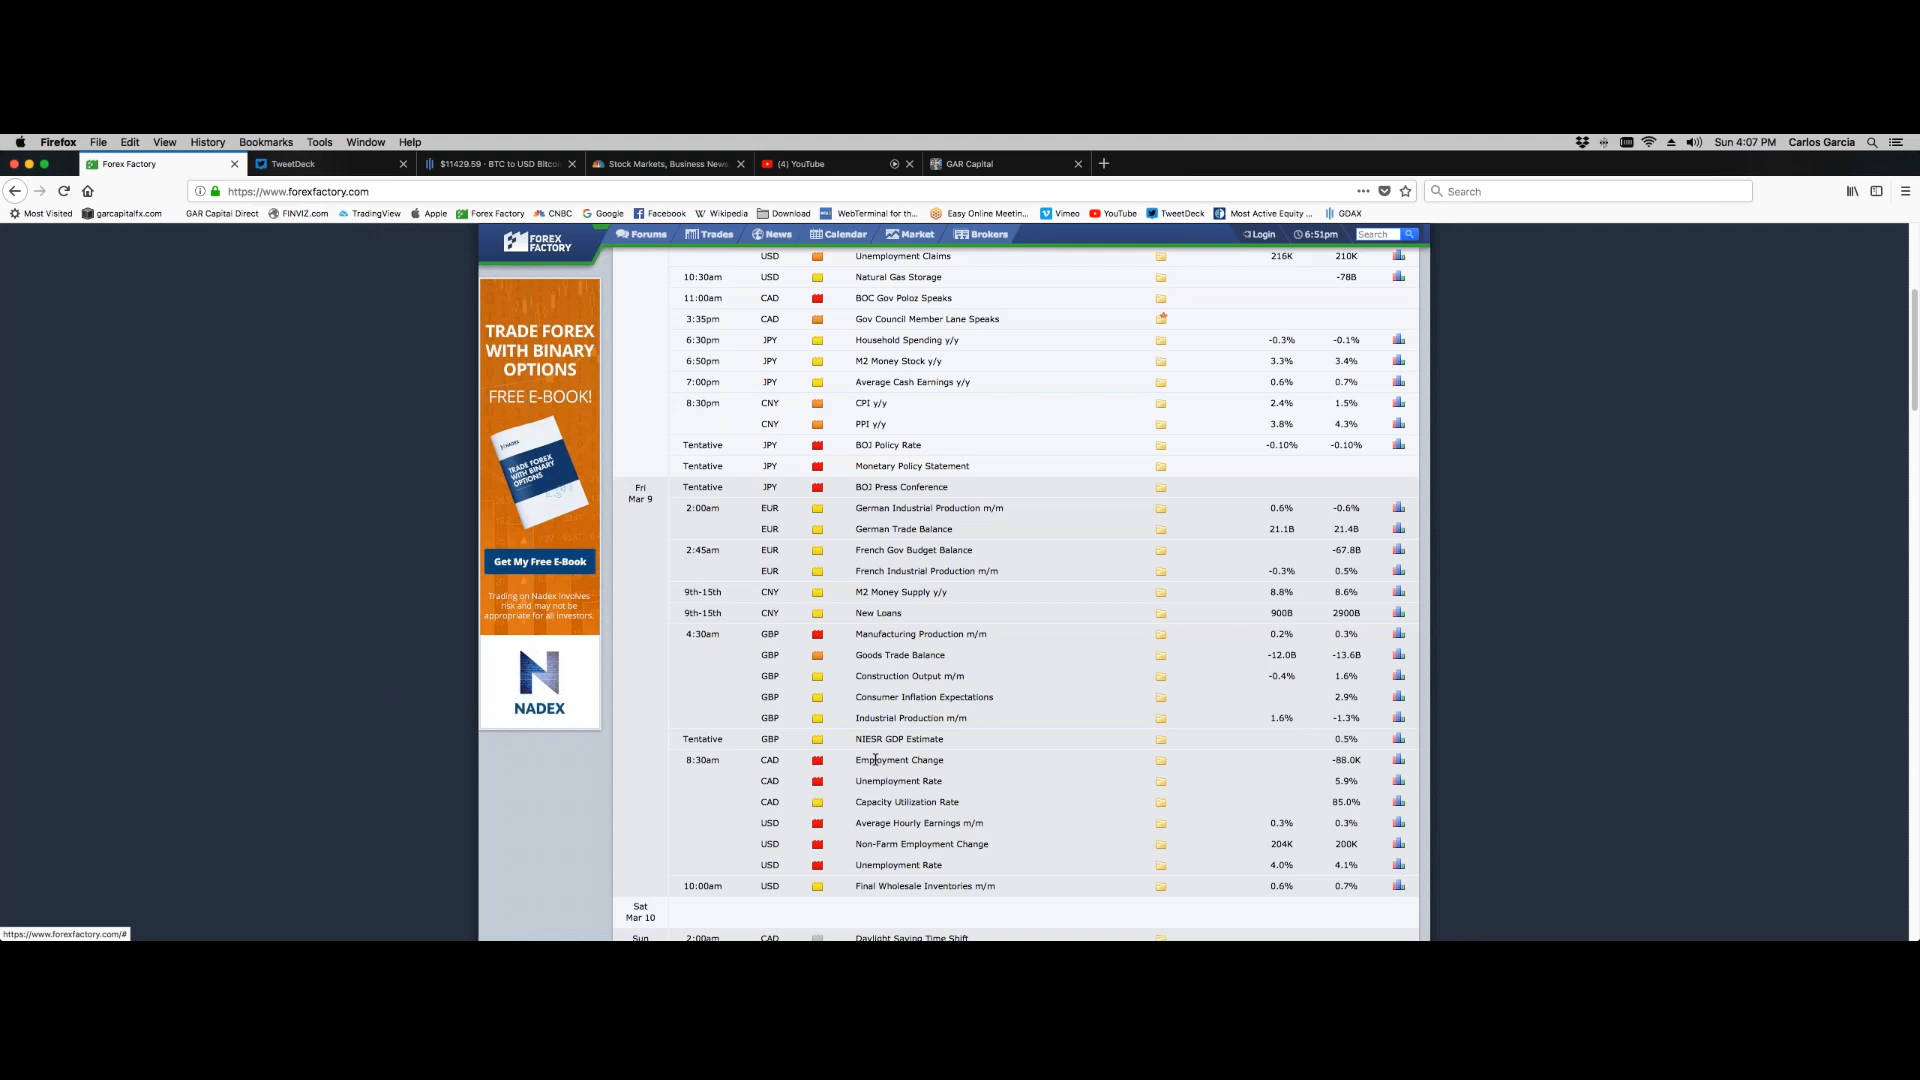 Firefox File Edit View History Bookmarks Tools Window Help Sun 4:07 PM Carlos Garcia
Forex Factory TweetDeck $11429.59 · BTC to USD Bitcoi Stock Markets, Business News, (4) YouTube GAR Capital
https://www.forexfactory.com Search
Most Visited garcapitalfx.com GAR Capital Direct FINVIZ.com TradingView Apple Forex Factory CNBC Google Facebook Wikipedia Download WebTerminal for th... Easy Online Meetin... Vimeo YouTube TweetDeck Most Active Equity ... GDAX
FOREX FACTORY Forums Trades News Calendar Market Brokers Login 6:51pm Search
USD Unemployment Claims 216K 210K
10:30am USD Natural Gas Storage -78B
11:00am CAD BOC Gov Poloz Speaks
3:35pm CAD Gov Council Member Lane Speaks
6:30pm JPY Household Spending y/y -0.3% -0.1%
6:50pm JPY M2 Money Stock y/y 3.3% 3.4%
7:00pm JPY Average Cash Earnings y/y 0.6% 0.7%
8:30pm CNY CPI y/y 2.4% 1.5%
CNY PPI y/y 3.8% 4.3%
Tentative JPY BOJ Policy Rate -0.10% -0.10%
Tentative JPY Monetary Policy Statement
Fri Mar 9 Tentative JPY BOJ Press Conference
2:00am EUR German Industrial Production m/m 0.6% -0.6%
EUR German Trade Balance 21.1B 21.4B
2:45am EUR French Gov Budget Balance -67.8B
EUR French Industrial Production m/m -0.3% 0.5%
9th-15th CNY M2 Money Supply y/y 8.8% 8.6%
9th-15th CNY New Loans 900B 2900B
4:30am GBP Manufacturing Production m/m 0.2% 0.3%
GBP Goods Trade Balance -12.0B -13.6B
GBP Construction Output m/m -0.4% 1.6%
GBP Consumer Inflation Expectations 2.9%
GBP Industrial Production m/m 1.6% -1.3%
Tentative GBP NIESR GDP Estimate 0.5%
8:30am CAD Employment Change -88.0K
CAD Unemployment Rate 5.9%
CAD Capacity Utilization Rate 85.0%
USD Average Hourly Earnings m/m 0.3% 0.3%
USD Non-Farm Employment Change 204K 200K
USD Unemployment Rate 4.0% 4.1%
10:00am USD Final Wholesale Inventories m/m 0.6% 0.7%
Sat Mar 10
Sun 2:00am CAD Daylight Saving Time Shift
TRADE FOREX
WITH BINARY
OPTIONS
FREE E-BOOK!
TRADE FOREX
WITH BINARY
OPTIONS
Get My Free E-Book
Trading on Nadex involves
risk and may not be
appropriate for all investors.
NADEX
https://www.forexfactory.com/#